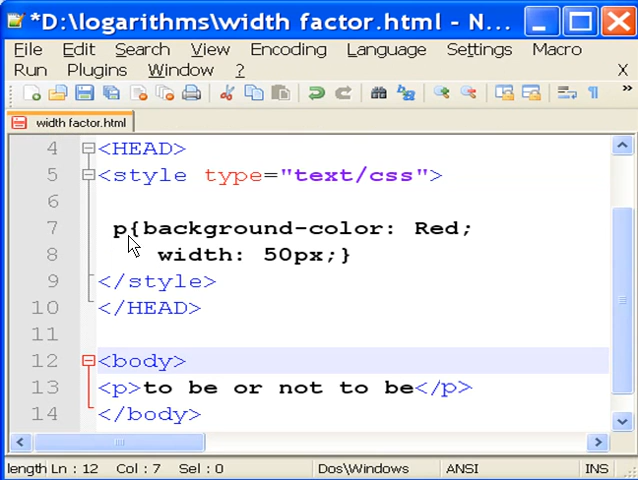 *D:\logarithms\width factor.html - N...
File Edit Search View Encoding Language Settings Macro
Run Plugins Window ? X
width factor.html
4 <HEAD>
5 <style type="text/css">
6
7 p{background-color: Red;
8 width: 50px;}
9 </style>
10 </HEAD>
11
12 <body>
13 <p>to be or not to be</p>
14 </body>
length Ln : 12 Col : 7 Sel : 0 Dos\Windows ANSI INS